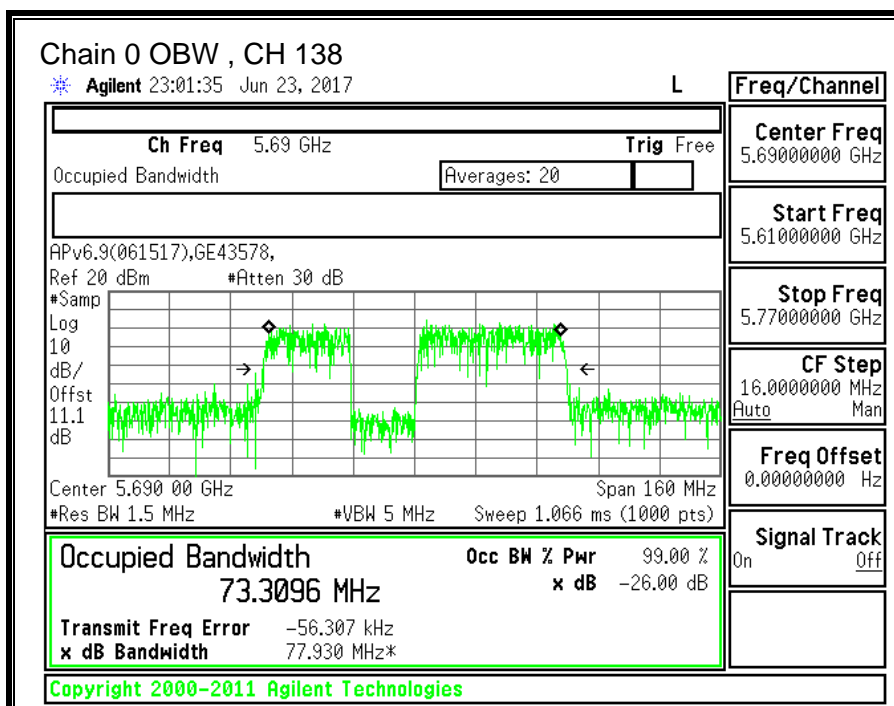 Chain 0 OBW , CH 138
Agilent 23:01:35 Jun 23, 2017 L
Ch Freq 5.69 GHz Trig Free
Occupied Bandwidth Averages: 20
APv6.9(061517),GE43578,
Ref 20 dBm #Atten 30 dB
#Samp
Log
10
dB/
Offst
11.1
dB
Center 5.690 00 GHz Span 160 MHz
#Res BW 1.5 MHz #VBW 5 MHz Sweep 1.066 ms (1000 pts)
Occupied Bandwidth Occ BW % Pwr 99.00 %
73.3096 MHz x dB -26.00 dB
Transmit Freq Error -56.307 kHz
x dB Bandwidth 77.930 MHz*
Copyright 2000-2011 Agilent Technologies
Freq/Channel
Center Freq
5.69000000 GHz
Start Freq
5.61000000 GHz
Stop Freq
5.77000000 GHz
CF Step
16.0000000 MHz
Auto Man
Freq Offset
0.00000000 Hz
Signal Track
On Off